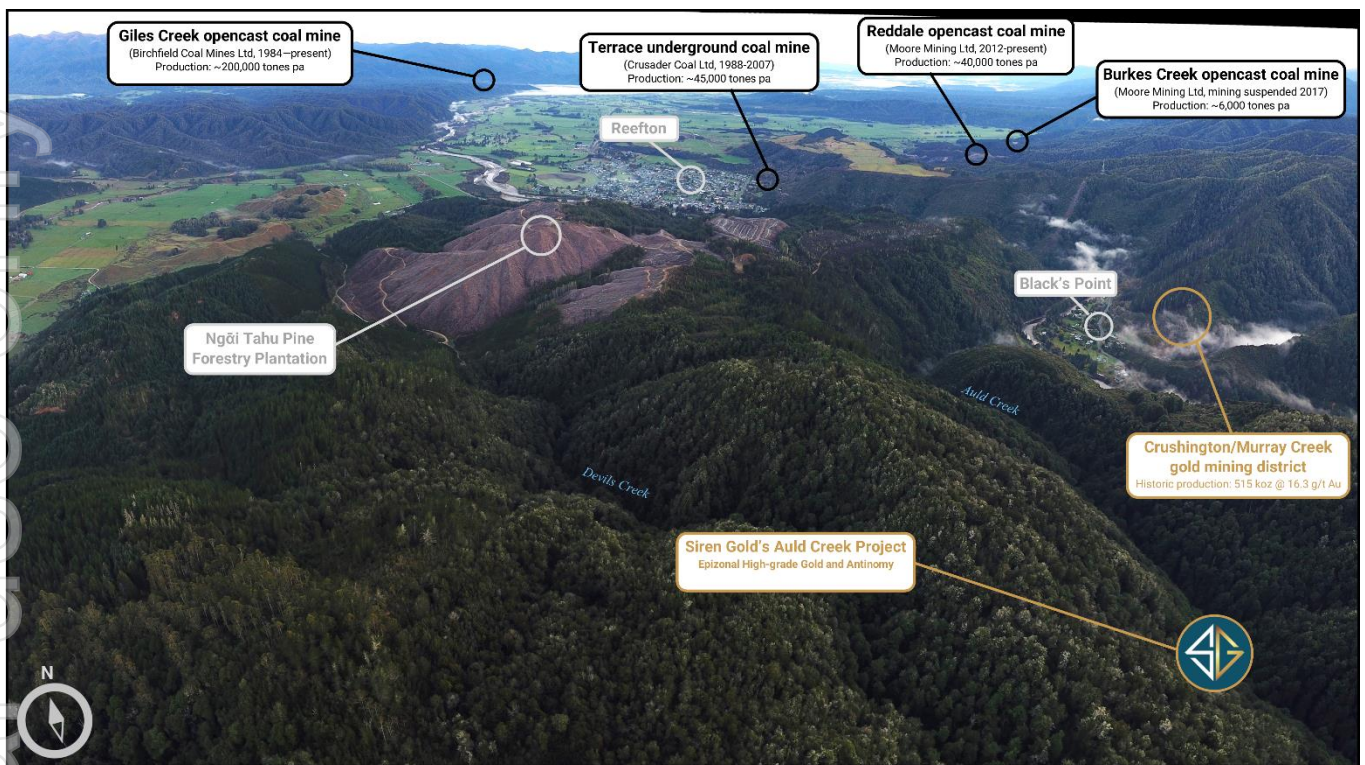 Giles Creek opencast coal mine
(Birchfield Coal Mines Ltd, 1984—present)
Production: ~200,000 tones pa
Terrace underground coal mine
(Crusader Coal Ltd, 1988-2007)
Production: ~45,000 tones pa
Reddale opencast coal mine
(Moore Mining Ltd, 2012-present)
Production: ~40,000 tones pa
Burkes Creek opencast coal mine
(Moore Mining Ltd, mining suspended 2017)
Production: ~6,000 tones pa
Reefton
Ngāi Tahu Pine
Forestry Plantation
Black's Point
Auld Creek
Devils Creek
Crushington/Murray Creek
gold mining district
Historic production: 515 koz @ 16.3 g/t Au
Siren Gold's Auld Creek Project
Epizonal High-grade Gold and Antinomy
SG
N